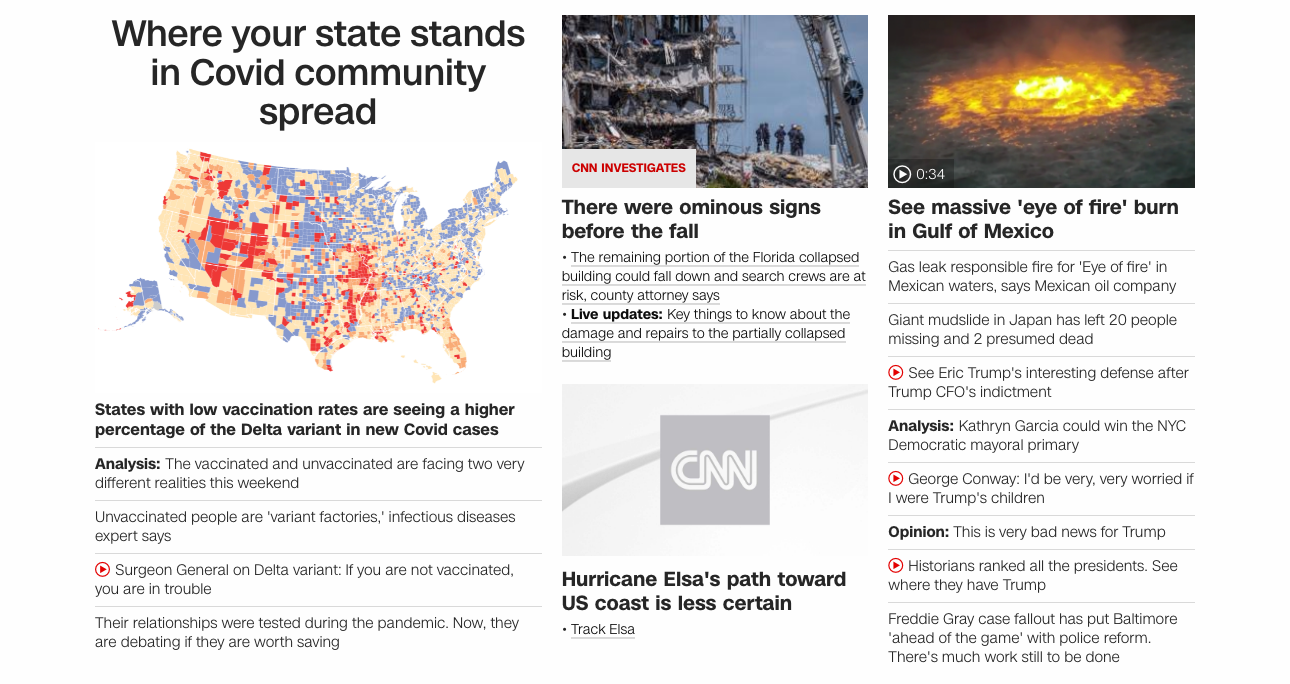 Where your state stands
in Covid community
spread
States with low vaccination rates are seeing a higher
percentage of the Delta variant in new Covid cases
Analysis: The vaccinated and unvaccinated are facing two very
different realities this weekend
Unvaccinated people are 'variant factories,' infectious diseases
expert says
Surgeon General on Delta variant: If you are not vaccinated,
you are in trouble
Their relationships were tested during the pandemic. Now, they
are debating if they are worth saving
CNN INVESTIGATES
There were ominous signs
before the fall
• The remaining portion of the Florida collapsed
building could fall down and search crews are at
risk, county attorney says
• Live updates: Key things to know about the
damage and repairs to the partially collapsed
building
CNN
Hurricane Elsa's path toward
US coast is less certain
• Track Elsa
0:34
See massive 'eye of fire' burn
in Gulf of Mexico
Gas leak responsible fire for 'Eye of fire' in
Mexican waters, says Mexican oil company
Giant mudslide in Japan has left 20 people
missing and 2 presumed dead
See Eric Trump's interesting defense after
Trump CFO's indictment
Analysis: Kathryn Garcia could win the NYC
Democratic mayoral primary
George Conway: I'd be very, very worried if
I were Trump's children
Opinion: This is very bad news for Trump
Historians ranked all the presidents. See
where they have Trump
Freddie Gray case fallout has put Baltimore
'ahead of the game' with police reform.
There's much work still to be done